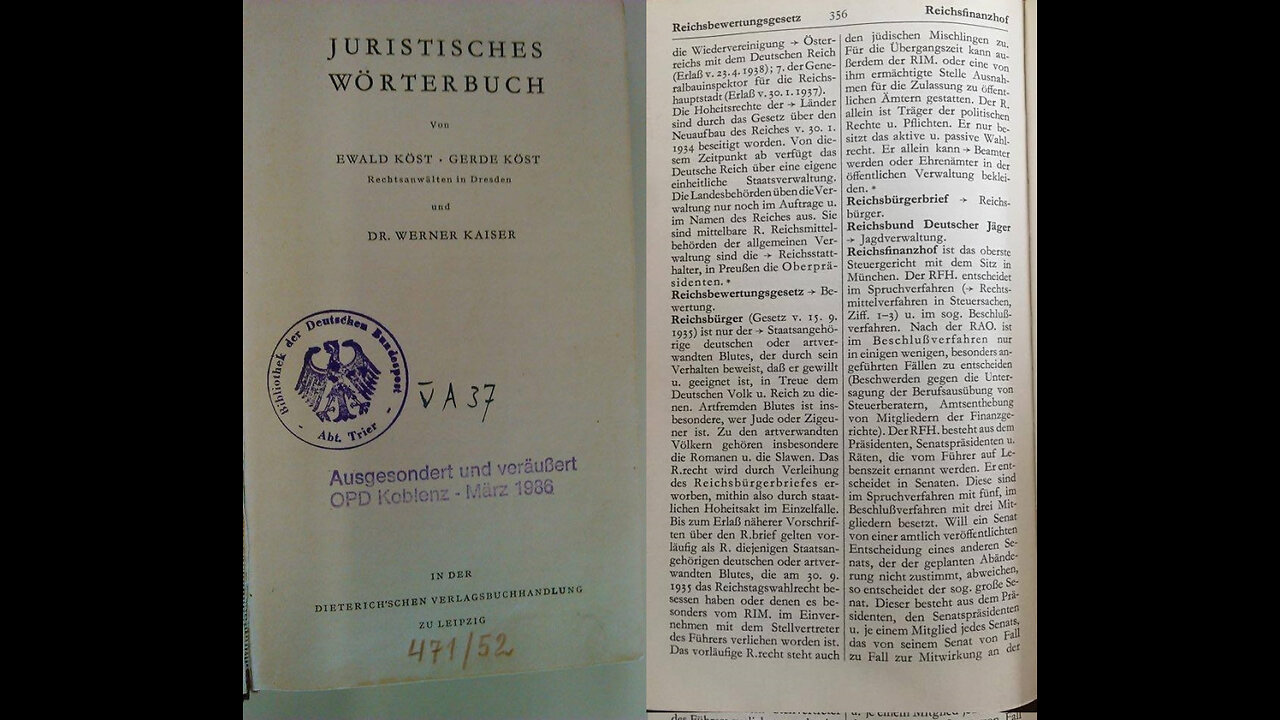 JURISTISCHES
WÖRTERBUCH
Von
EWALD KÖST · GERDE KÖST
Rechtsanwälten in Dresden
und
DR. WERNER KAISER
Bibliothek der Deutschen Bundespost
- Abt. Trier -
V̅ A 37
Ausgesondert und veräußert
OPD Koblenz - März 1986
IN DER
DIETERICH'SCHEN VERLAGSBUCHHANDLUNG
ZU LEIPZIG
471/52
Reichsbewertungsgesetz 356 Reichsfinanzhof
die Wiedervereinigung → Öster-
reichs mit dem Deutschen Reich
(Erlaß v. 23. 4. 1938); 7. der Gene-
ralbauinspektor für die Reichs-
hauptstadt (Erlaß v. 30. 1. 1937).
Die Hoheitsrechte der → Länder
sind durch das Gesetz über den
Neuaufbau des Reiches v. 30. 1.
1934 beseitigt worden. Von die-
sem Zeitpunkt ab verfügt das
Deutsche Reich über eine eigene
einheitliche Staatsverwaltung.
Die Landesbehörden üben die Ver-
waltung nur noch im Auftrage u.
im Namen des Reiches aus. Sie
sind mittelbare R. Reichsmittel-
behörden der allgemeinen Ver-
waltung sind die → Reichsstatt-
halter, in Preußen die Oberprä-
sidenten. *
Reichsbewertungsgesetz → Be-
wertung.
Reichsbürger (Gesetz v. 15. 9.
1935) ist nur der → Staatsangehö-
rige deutschen oder artver-
wandten Blutes, der durch sein
Verhalten beweist, daß er gewillt
u. geeignet ist, in Treue dem
Deutschen Volk u. Reich zu die-
nen. Artfremden Blutes ist ins-
besondere, wer Jude oder Zigeu-
ner ist. Zu den artverwandten
Völkern gehören insbesondere
die Romanen u. die Slawen. Das
R.recht wird durch Verleihung
des Reichsbürgerbriefes er-
worben, mithin also durch staat-
lichen Hoheitsakt im Einzelfalle.
Bis zum Erlaß näherer Vorschrif-
ten über den R.brief gelten vor-
läufig als R. diejenigen Staatsan-
gehörigen deutschen oder artver-
wandten Blutes, die am 30. 9.
1935 das Reichstagswahlrecht be-
sessen haben oder denen es be-
sonders vom RIM. im Einver-
nehmen mit dem Stellvertreter
des Führers verliehen worden ist.
Das vorläufige R.recht steht auch
den jüdischen Mischlingen zu.
Für die Übergangszeit kann au-
ßerdem der RIM. oder eine von
ihm ermächtigte Stelle Ausnah-
men für die Zulassung zu öffent-
lichen Ämtern gestatten. Der R.
allein ist Träger der politischen
Rechte u. Pflichten. Er nur be-
sitzt das aktive u. passive Wahl-
recht. Er allein kann → Beamter
werden oder Ehrenämter in der
öffentlichen Verwaltung beklei-
den. *
Reichsbürgerbrief → Reichs-
bürger.
Reichsbund Deutscher Jäger
→ Jagdverwaltung.
Reichsfinanzhof ist das oberste
Steuergericht mit dem Sitz in
München. Der RFH. entscheidet
im Spruchverfahren (→ Rechts-
mittelverfahren in Steuersachen,
Ziff. 1–3) u. im sog. Beschluß-
verfahren. Nach der RAO. ist
im Beschlußverfahren nur
in einigen wenigen, besonders an-
geführten Fällen zu entscheiden
(Beschwerden gegen die Unter-
sagung der Berufsausübung von
Steuerberatern, Amtsenthebung
von Mitgliedern der Finanzge-
richte). Der RFH. besteht aus dem
Präsidenten, Senatspräsidenten u.
Räten, die vom Führer auf Le-
benszeit ernannt werden. Er ent-
scheidet in Senaten. Diese sind
im Spruchverfahren mit fünf, im
Beschlußverfahren mit drei Mit-
gliedern besetzt. Will ein Senat
von einer amtlich veröffentlichten
Entscheidung eines anderen Se-
nats, der der geplanten Abände-
rung nicht zustimmt, abweichen,
so entscheidet der sog. große Se-
nat. Dieser besteht aus dem Prä-
sidenten, den Senatspräsidenten
u. je einem Mitglied jedes Senats,
das von seinem Senat von Fall
zu Fall zur Mitwirkung an der